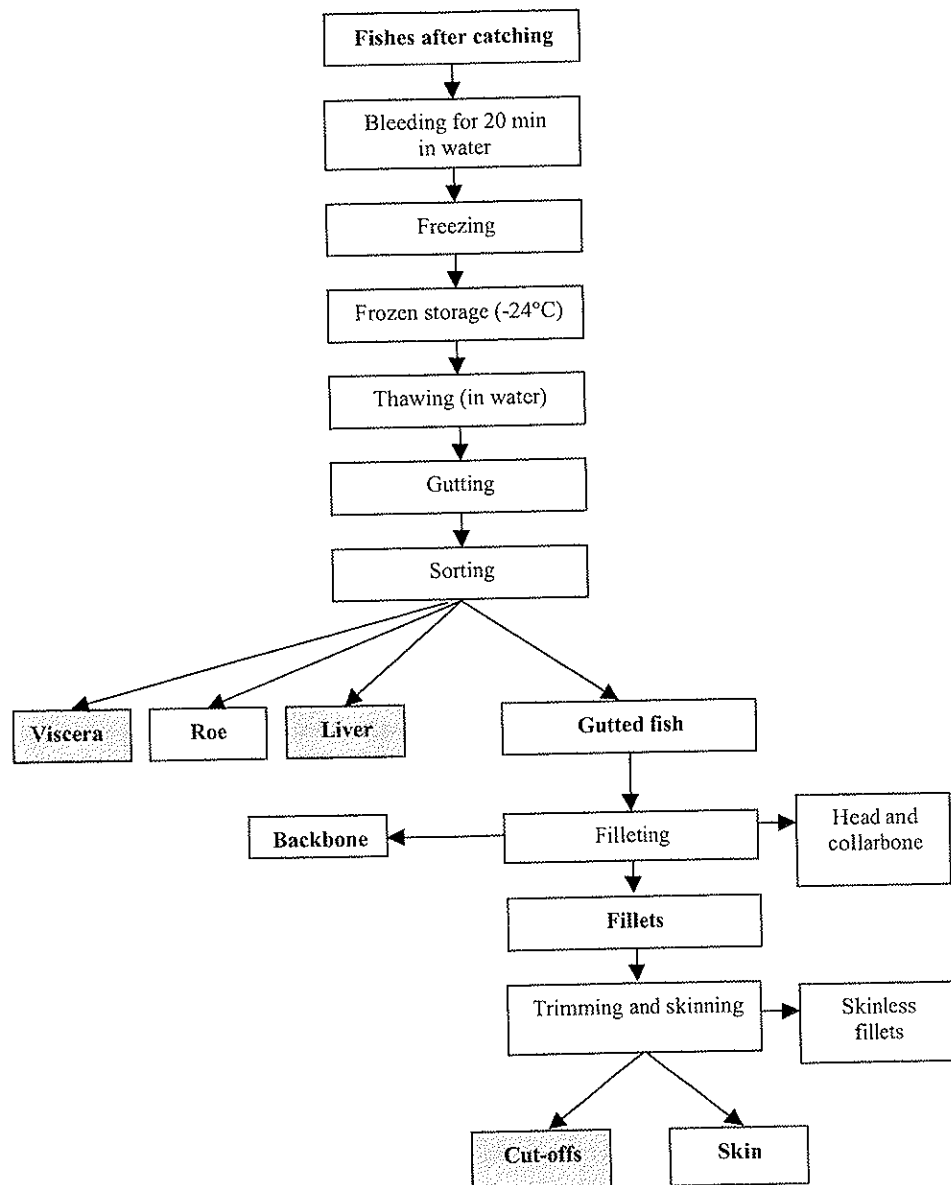 Fishes after catching
Bleeding for 20 min
in water
Freezing
Frozen storage (-24°C)
Thawing (in water)
Gutting
Sorting
Viscera
Roe
Liver
Gutted fish
Backbone
Filleting
Head and
collarbone
Fillets
Trimming and skinning
Skinless
fillets
Cut-offs
Skin